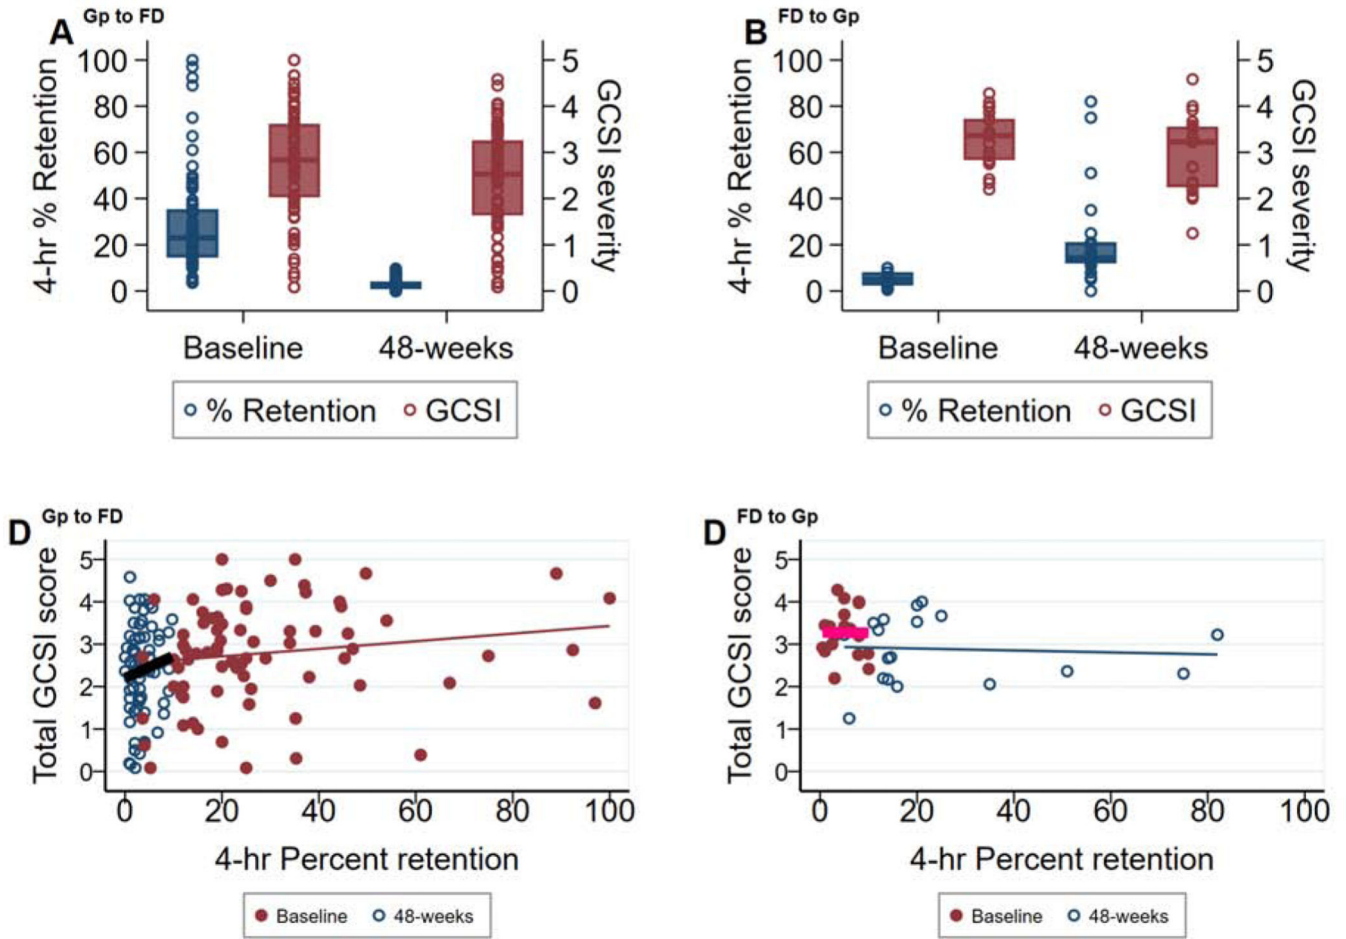 A Gp to FD
4-hr % Retention
100
80
60
40
20
0
5
4
3
2
1
0
GCSI severity
Baseline 48-weeks
% Retention GCSI
B FD to Gp
4-hr % Retention
100
80
60
40
20
0
5
4
3
2
1
0
GCSI severity
Baseline 48-weeks
% Retention GCSI
D Gp to FD
Total GCSI score
5
4
3
2
1
0
0 20 40 60 80 100
4-hr Percent retention
Baseline 48-weeks
D FD to Gp
Total GCSI score
5
4
3
2
1
0
0 20 40 60 80 100
4-hr Percent retention
Baseline 48-weeks